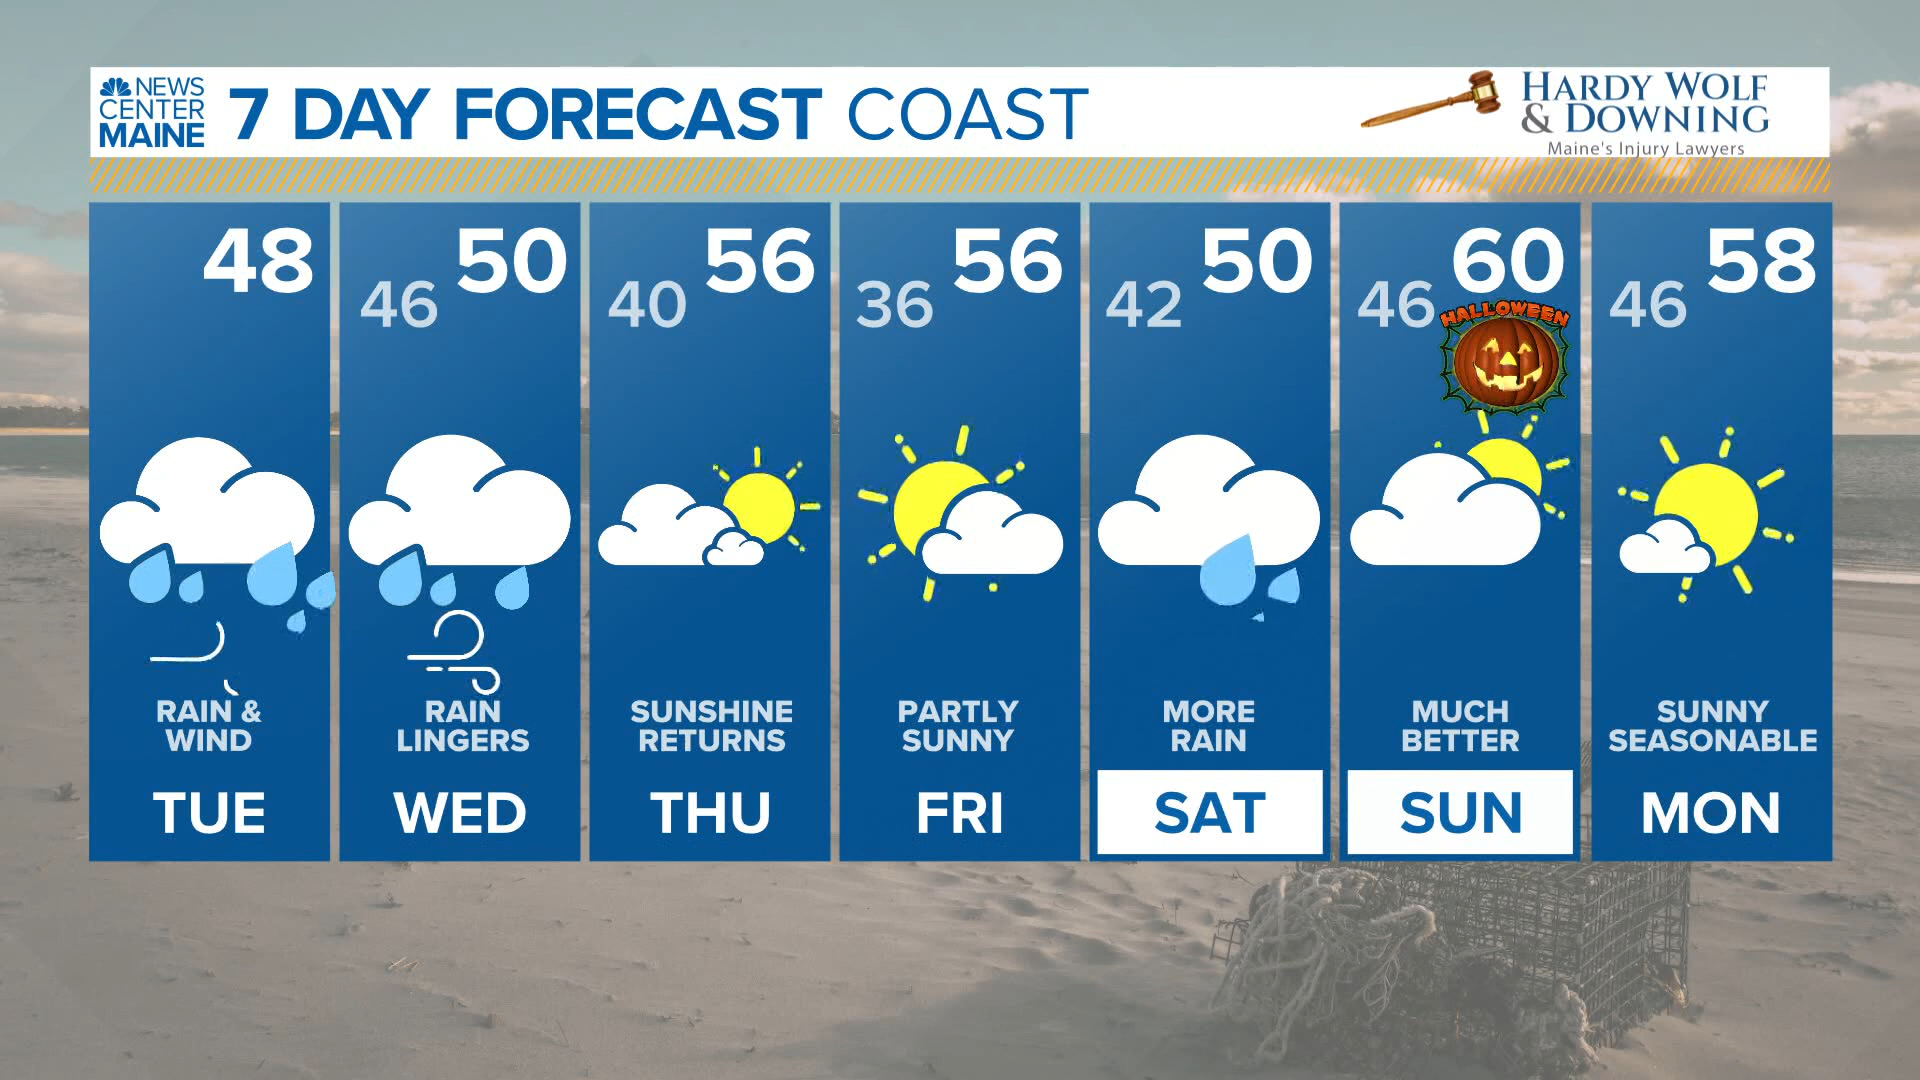 NEWS
CENTER
MAINE
7 DAY FORECAST COAST
HARDY WOLF
& DOWNING
Maine's Injury Lawyers
48
46 50
40 56
36 56
42 50
46 60
46 58
HALLOWEEN
RAIN &
WIND
RAIN
LINGERS
SUNSHINE
RETURNS
PARTLY
SUNNY
MORE
RAIN
MUCH
BETTER
SUNNY
SEASONABLE
TUE
WED
THU
FRI
SAT
SUN
MON